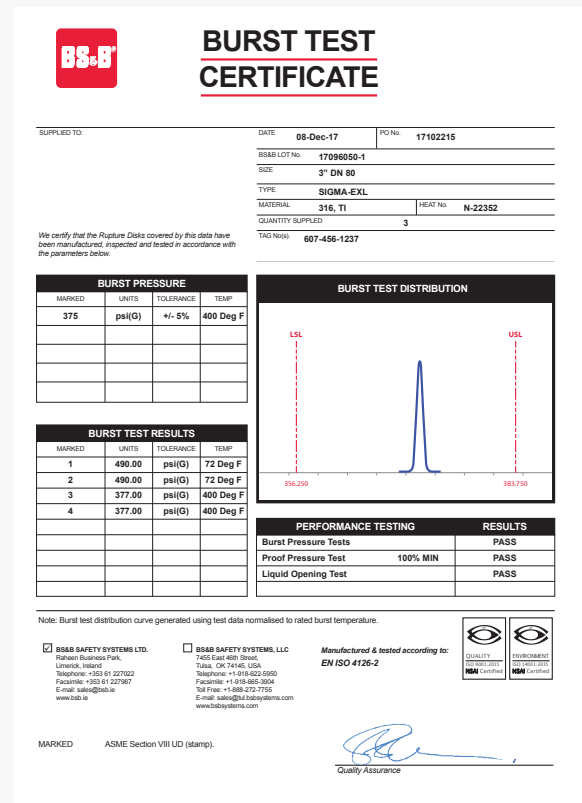 BS&B®
BURST TEST
CERTIFICATE
SUPPLIED TO:
DATE 08-Dec-17 PO No. 17102215
BS&B LOT No. 17096050-1
SIZE 3" DN 80
TYPE SIGMA-EXL
MATERIAL 316, TI HEAT No. N-22352
QUANTITY SUPPLIED 3
TAG No(s). 607-456-1237
We certify that the Rupture Disks covered by this data have
been manufactured, inspected and tested in accordance with
the parameters below.
BURST PRESSURE
MARKED UNITS TOLERANCE TEMP
375 psi(G) +/- 5% 400 Deg F
BURST TEST RESULTS
MARKED UNITS TOLERANCE TEMP
1 490.00 psi(G) 72 Deg F
2 490.00 psi(G) 72 Deg F
3 377.00 psi(G) 400 Deg F
4 377.00 psi(G) 400 Deg F
BURST TEST DISTRIBUTION
LSL USL
356.250 383.750
PERFORMANCE TESTING RESULTS
Burst Pressure Tests PASS
Proof Pressure Test 100% MIN PASS
Liquid Opening Test PASS
Note: Burst test distribution curve generated using test data normalised to rated burst temperature.
BS&B SAFETY SYSTEMS LTD.
Raheen Business Park,
Limerick, Ireland
Telephone: +353 61 227022
Facsimile: +353 61 227987
E-mail: sales@bsb.ie
www.bsb.ie
BS&B SAFETY SYSTEMS, LLC
7455 East 46th Street,
Tulsa, OK 74145, USA
Telephone: +1-918-622-5950
Facsimile: +1-918-665-3904
Toll Free: +1-888-272-7755
E-mail: sales@tul.bsbsystems.com
www.bsbsystems.com
Manufactured & tested according to:
EN ISO 4126-2
QUALITY
ISO 9001:2015
NSAI Certified
ENVIRONMENT
ISO 14001:2015
NSAI Certified
MARKED ASME Section VIII UD (stamp).
Quality Assurance